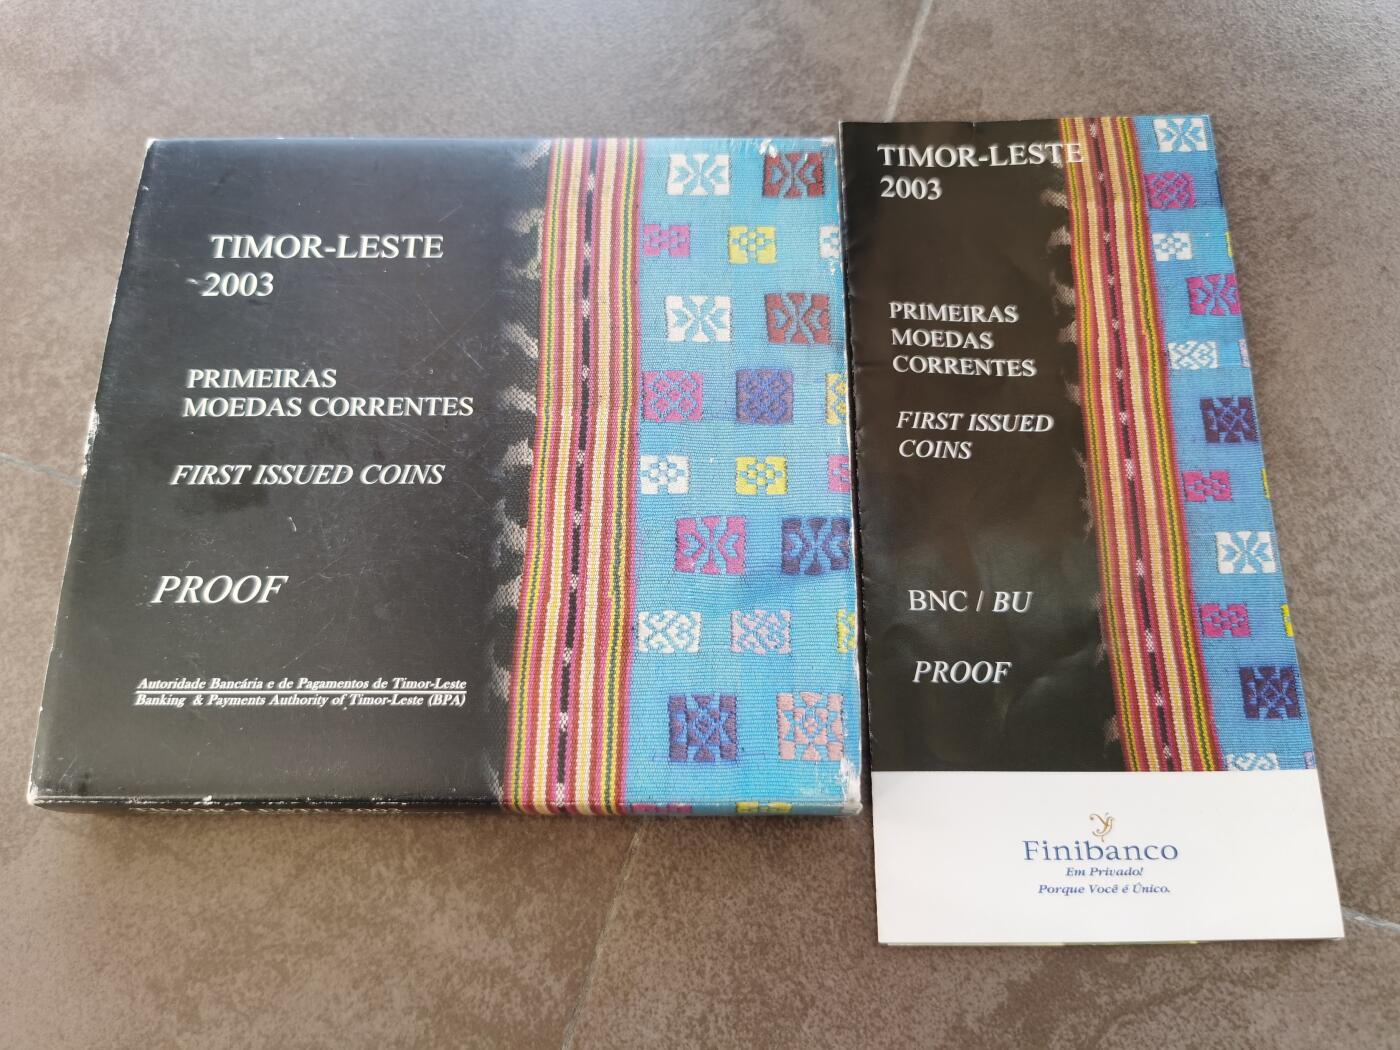 TIMOR-LESTE
2003
PRIMEIRAS
MOEDAS CORRENTES
FIRST ISSUED COINS
PROOF
Autoridade Bancária e de Pagamentos de Timor-Leste
Banking & Payments Authority of Timor-Leste (BPA)
TIMOR-LESTE
2003
PRIMEIRAS
MOEDAS
CORRENTES
FIRST ISSUED
COINS
BNC / BU
PROOF
Finibanco
Em Privado!
Porque Você é Único.